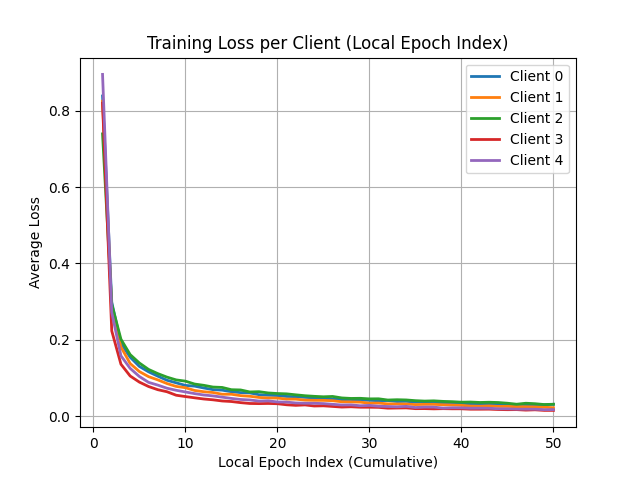 Training Loss per Client (Local Epoch Index)
Client 0
Client 1
Client 2
Client 3
Client 4
Average Loss
0.8
0.6
0.4
0.2
0.0
0 10 20 30 40 50
Local Epoch Index (Cumulative)